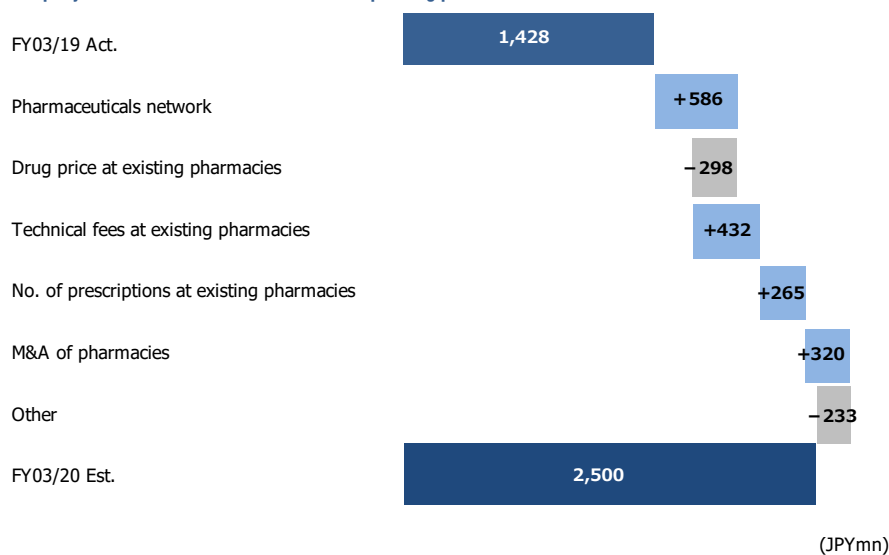 FY03/19 Act.
1,428
Pharmaceuticals network
+586
Drug price at existing pharmacies
−298
Technical fees at existing pharmacies
+432
No. of prescriptions at existing pharmacies
+265
M&A of pharmacies
+320
Other
−233
FY03/20 Est.
2,500
(JPYmn)